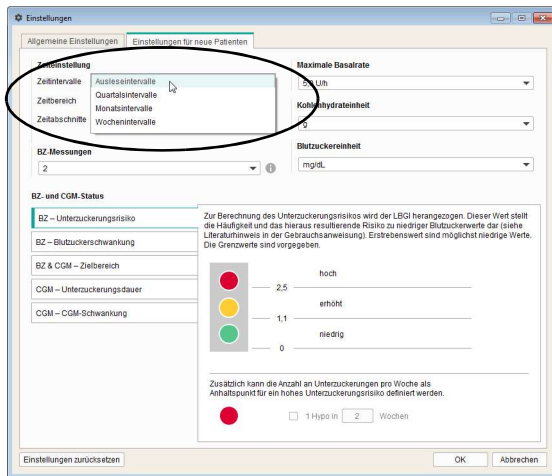 Einstellungen
Allgemeine Einstellungen
Einstellungen für neue Patienten
Zeiteinstellung
Zeitintervalle
Ausleseintervalle
Quartalsintervalle
Monatsintervalle
Wochenintervalle
Zeitbereich
Zeitabschnitte
BZ-Messungen
2
Maximale Basalrate
5,0 U/h
Kohlenhydrateinheit
g
Blutzuckereinheit
mg/dL
BZ- und CGM-Status
BZ – Unterzuckerungsrisiko
BZ – Blutzuckerschwankung
BZ & CGM – Zielbereich
CGM – Unterzuckerungsdauer
CGM – CGM-Schwankung
Zur Berechnung des Unterzuckerungsrisikos wird der LBGI herangezogen. Dieser Wert stellt
die Häufigkeit und das hieraus resultierende Risiko zu niedriger Blutzuckerwerte dar (siehe
Literaturhinweis in der Gebrauchsanweisung). Erstrebenswert sind möglichst niedrige Werte.
Die Grenzwerte sind vorgegeben.
hoch
2,5
erhöht
1,1
niedrig
0
Zusätzlich kann die Anzahl an Unterzuckerungen pro Woche als
Anhaltspunkt für ein hohes Unterzuckerungsrisiko definiert werden.
1 Hypo in 2 Wochen
Einstellungen zurücksetzen
OK
Abbrechen